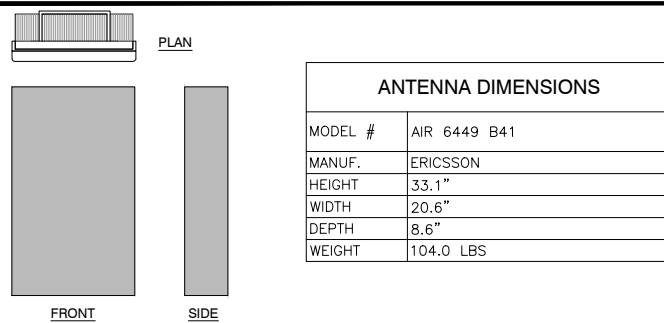 PLAN
FRONT
SIDE
ANTENNA DIMENSIONS
MODEL # AIR 6449 B41
MANUF. ERICSSON
HEIGHT 33.1"
WIDTH 20.6"
DEPTH 8.6"
WEIGHT 104.0 LBS